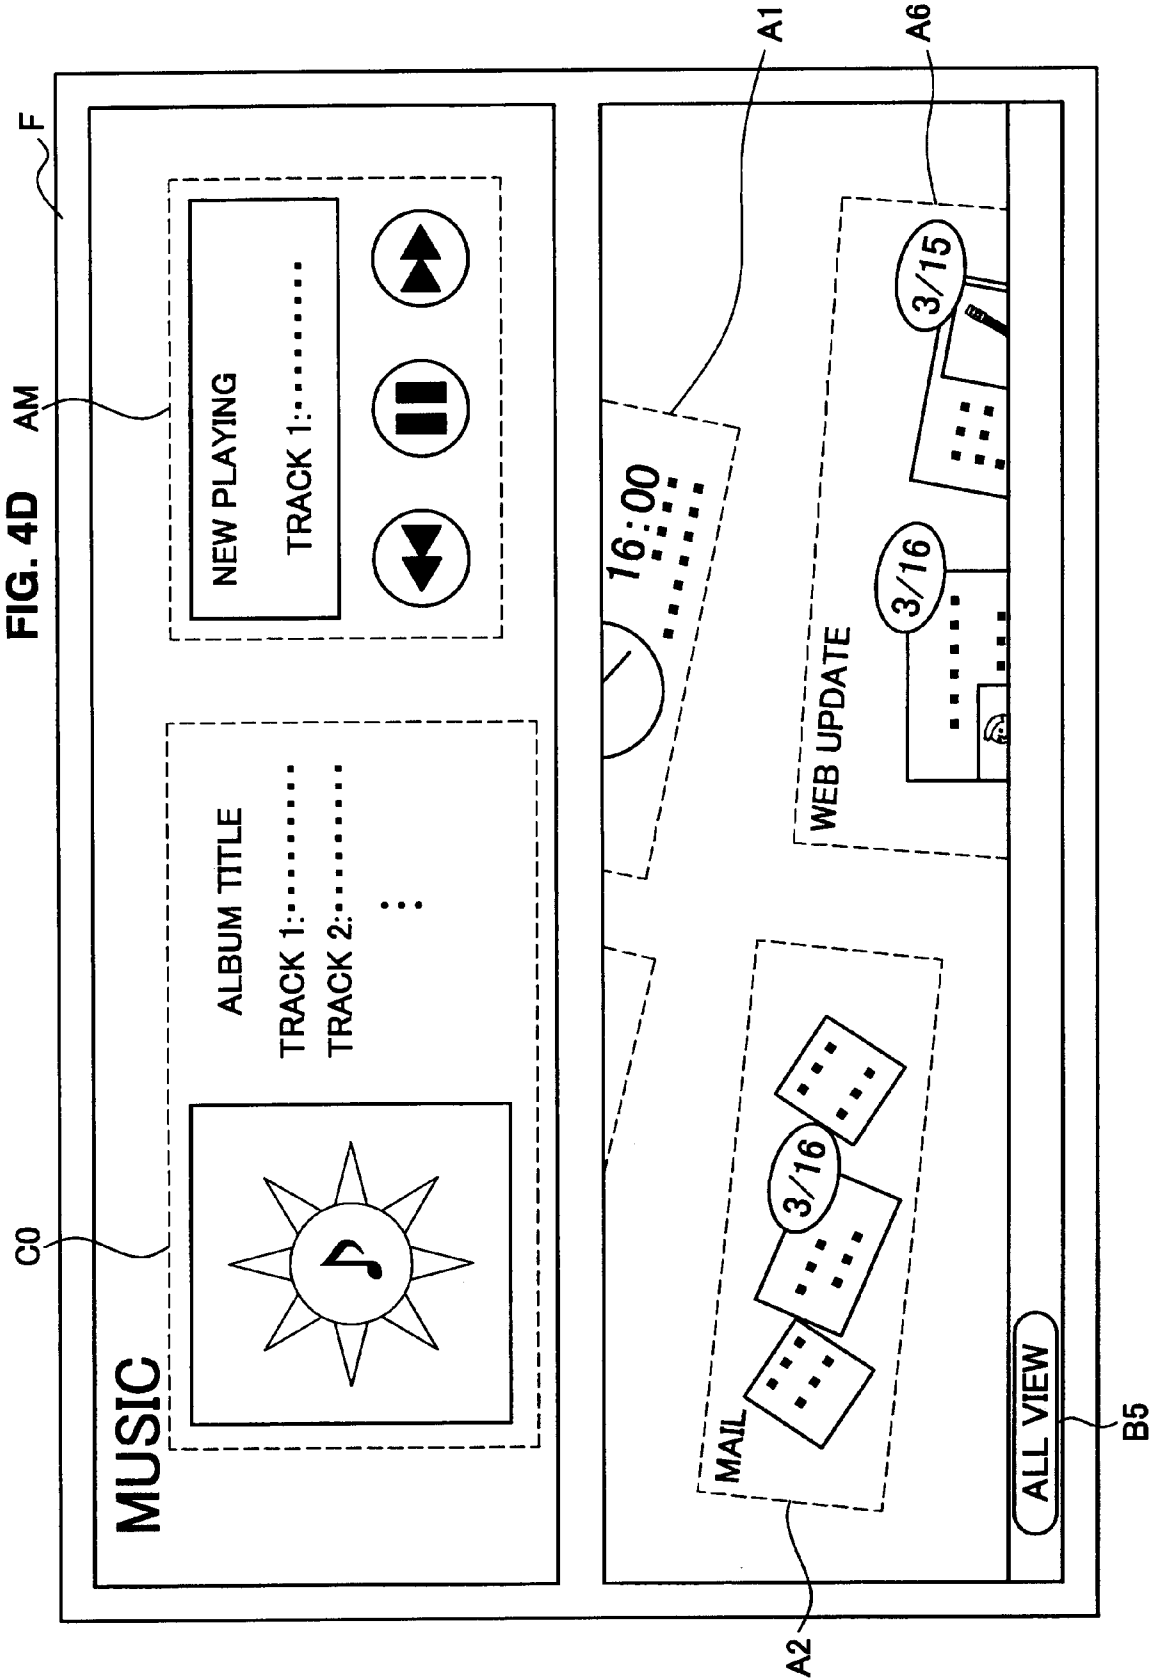 FIG. 4D
F
C0
AM
MUSIC
ALBUM TITLE
TRACK 1:
TRACK 2:
NEW PLAYING
TRACK 1:
16:00
A1
MAIL
3/16
A2
WEB UPDATE
3/16
3/15
A6
ALL VIEW
B5